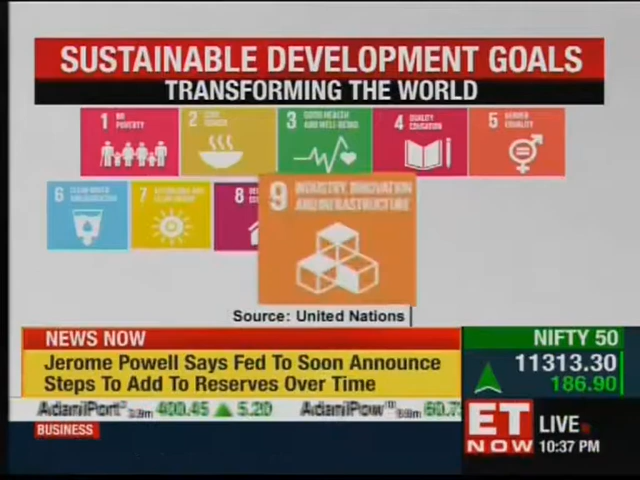 SUSTAINABLE DEVELOPMENT GOALS
TRANSFORMING THE WORLD
1 NO
POVERTY
2 ZERO
HUNGER
3 GOOD HEALTH
AND WELL-BEING
4 QUALITY
EDUCATION
5 GENDER
EQUALITY
6 CLEAN WATER
AND SANITATION
7 AFFORDABLE AND
CLEAN ENERGY
8
9 INDUSTRY, INNOVATION
AND INFRASTRUCTURE
Source: United Nations
NEWS NOW
Jerome Powell Says Fed To Soon Announce
Steps To Add To Reserves Over Time
NIFTY 50
11313.30
186.90
AdaniPort 400.45 5.20 AdaniPow 60.7
BUSINESS
ET NOW
LIVE
10:37 PM